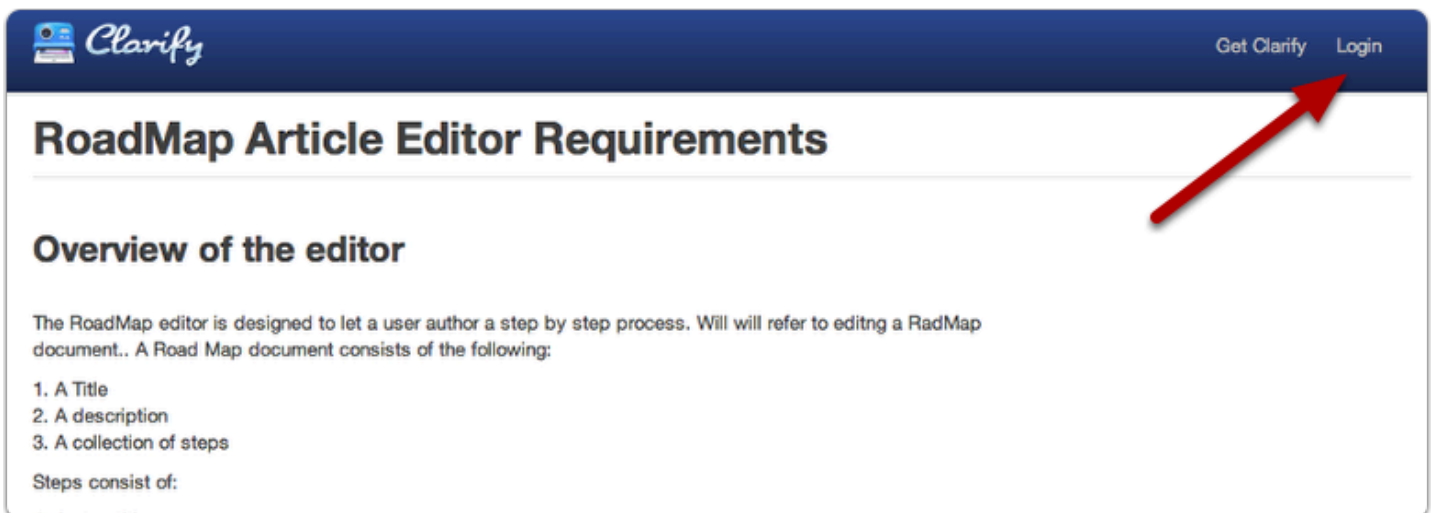 Clarify
Get Clarify Login
RoadMap Article Editor Requirements
Overview of the editor
The RoadMap editor is designed to let a user author a step by step process. Will will refer to editng a RadMap
document.. A Road Map document consists of the following:
1. A Title
2. A description
3. A collection of steps
Steps consist of: